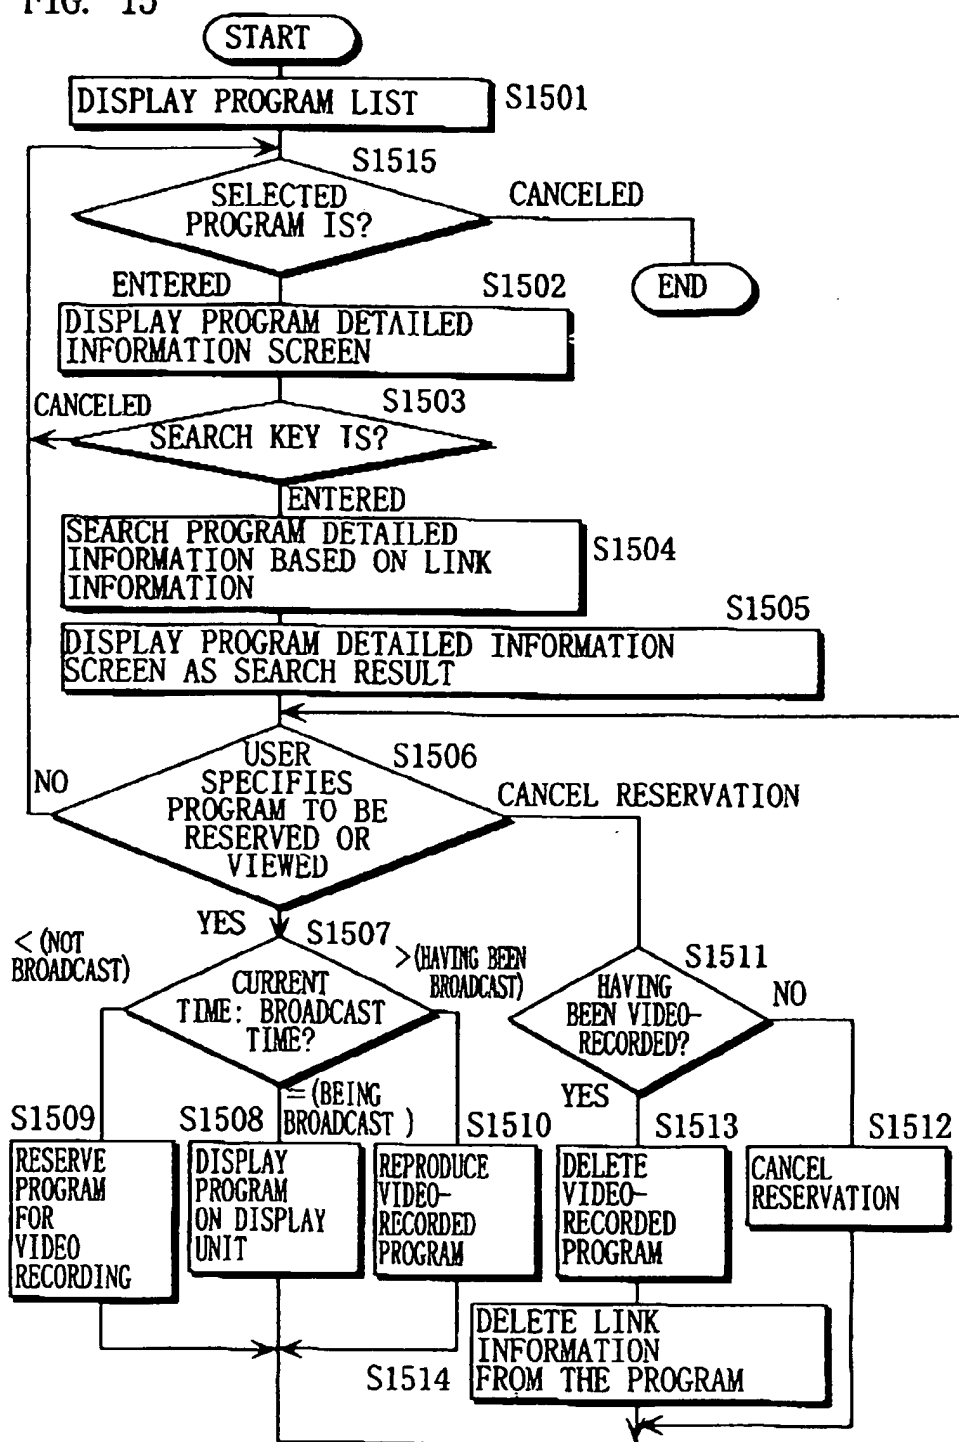 FIG. 15
START
DISPLAY PROGRAM LIST
S1501
S1515
SELECTED
PROGRAM IS?
CANCELED
END
ENTERED
S1502
DISPLAY PROGRAM DETAILED
INFORMATION SCREEN
CANCELED
S1503
SEARCH KEY IS?
ENTERED
SEARCH PROGRAM DETAILED
INFORMATION BASED ON LINK
INFORMATION
S1504
S1505
DISPLAY PROGRAM DETAILED INFORMATION
SCREEN AS SEARCH RESULT
S1506
USER
SPECIFIES
PROGRAM TO BE
RESERVED OR
VIEWED
NO
CANCEL RESERVATION
YES
S1507
< (NOT
BROADCAST)
> (HAVING BEEN
BROADCAST)
CURRENT
TIME: BROADCAST
TIME?
S1511
HAVING
BEEN VIDEO-
RECORDED?
NO
YES
= (BEING
BROADCAST )
S1509
S1508
S1510
S1513
S1512
RESERVE
PROGRAM
FOR
VIDEO
RECORDING
DISPLAY
PROGRAM
ON DISPLAY
UNIT
REPRODUCE
VIDEO-
RECORDED
PROGRAM
DELETE
VIDEO-
RECORDED
PROGRAM
CANCEL
RESERVATION
DELETE LINK
INFORMATION
FROM THE PROGRAM
S1514